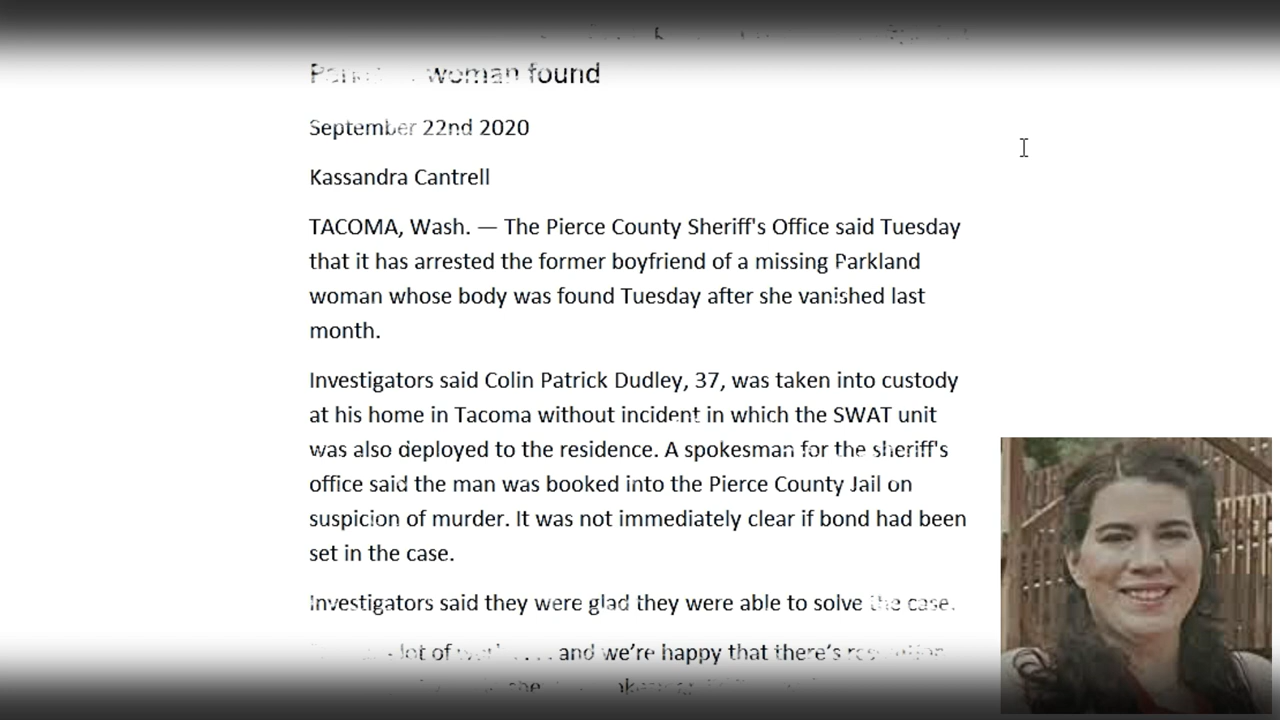 woman found
September 22nd 2020
Kassandra Cantrell
TACOMA, Wash. — The Pierce County Sheriff's Office said Tuesday
that it has arrested the former boyfriend of a missing Parkland
woman whose body was found Tuesday after she vanished last
month.
Investigators said Colin Patrick Dudley, 37, was taken into custody
at his home in Tacoma without incident in which the SWAT unit
was also deployed to the residence. A spokesman for the sheriff's
office said the man was booked into the Pierce County Jail on
suspicion of murder. It was not immediately clear if bond had been
set in the case.
Investigators said they were glad they were able to solve the case.
lot of and we're happy that there's